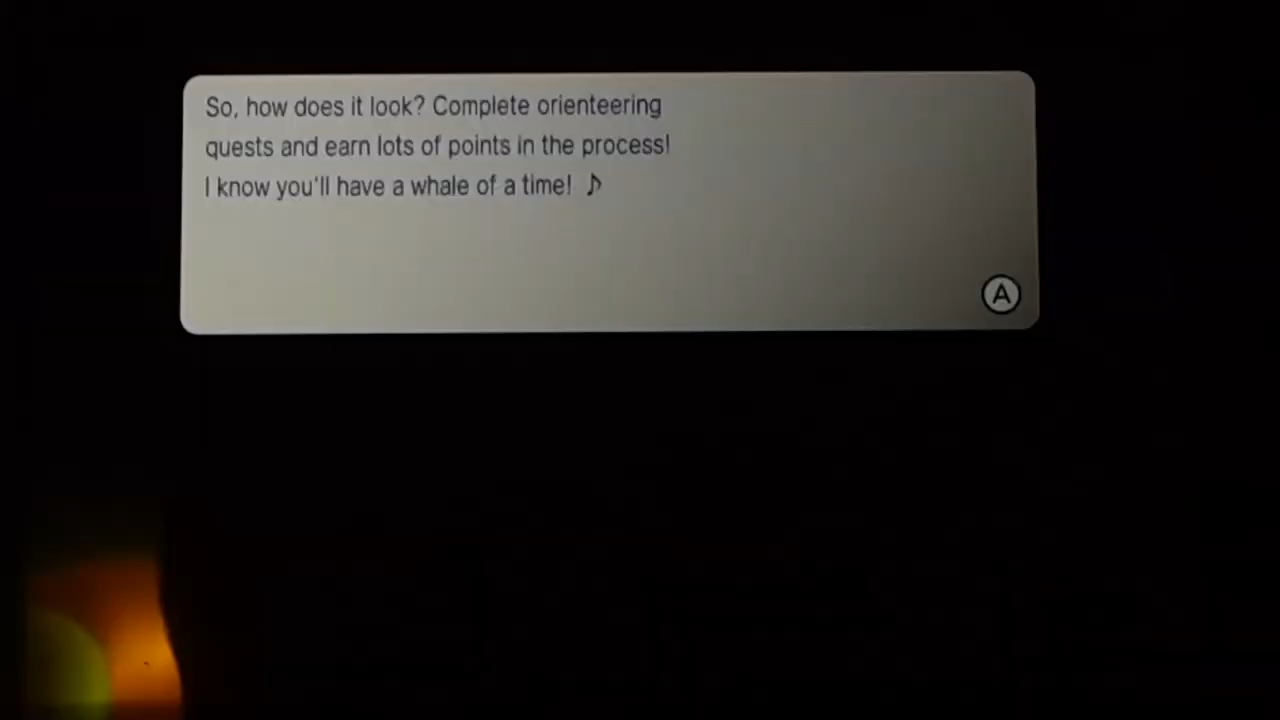 So, how does it look? Complete orienteering
quests and earn lots of points in the process!
I know you'll have a whale of a time! ♪
A